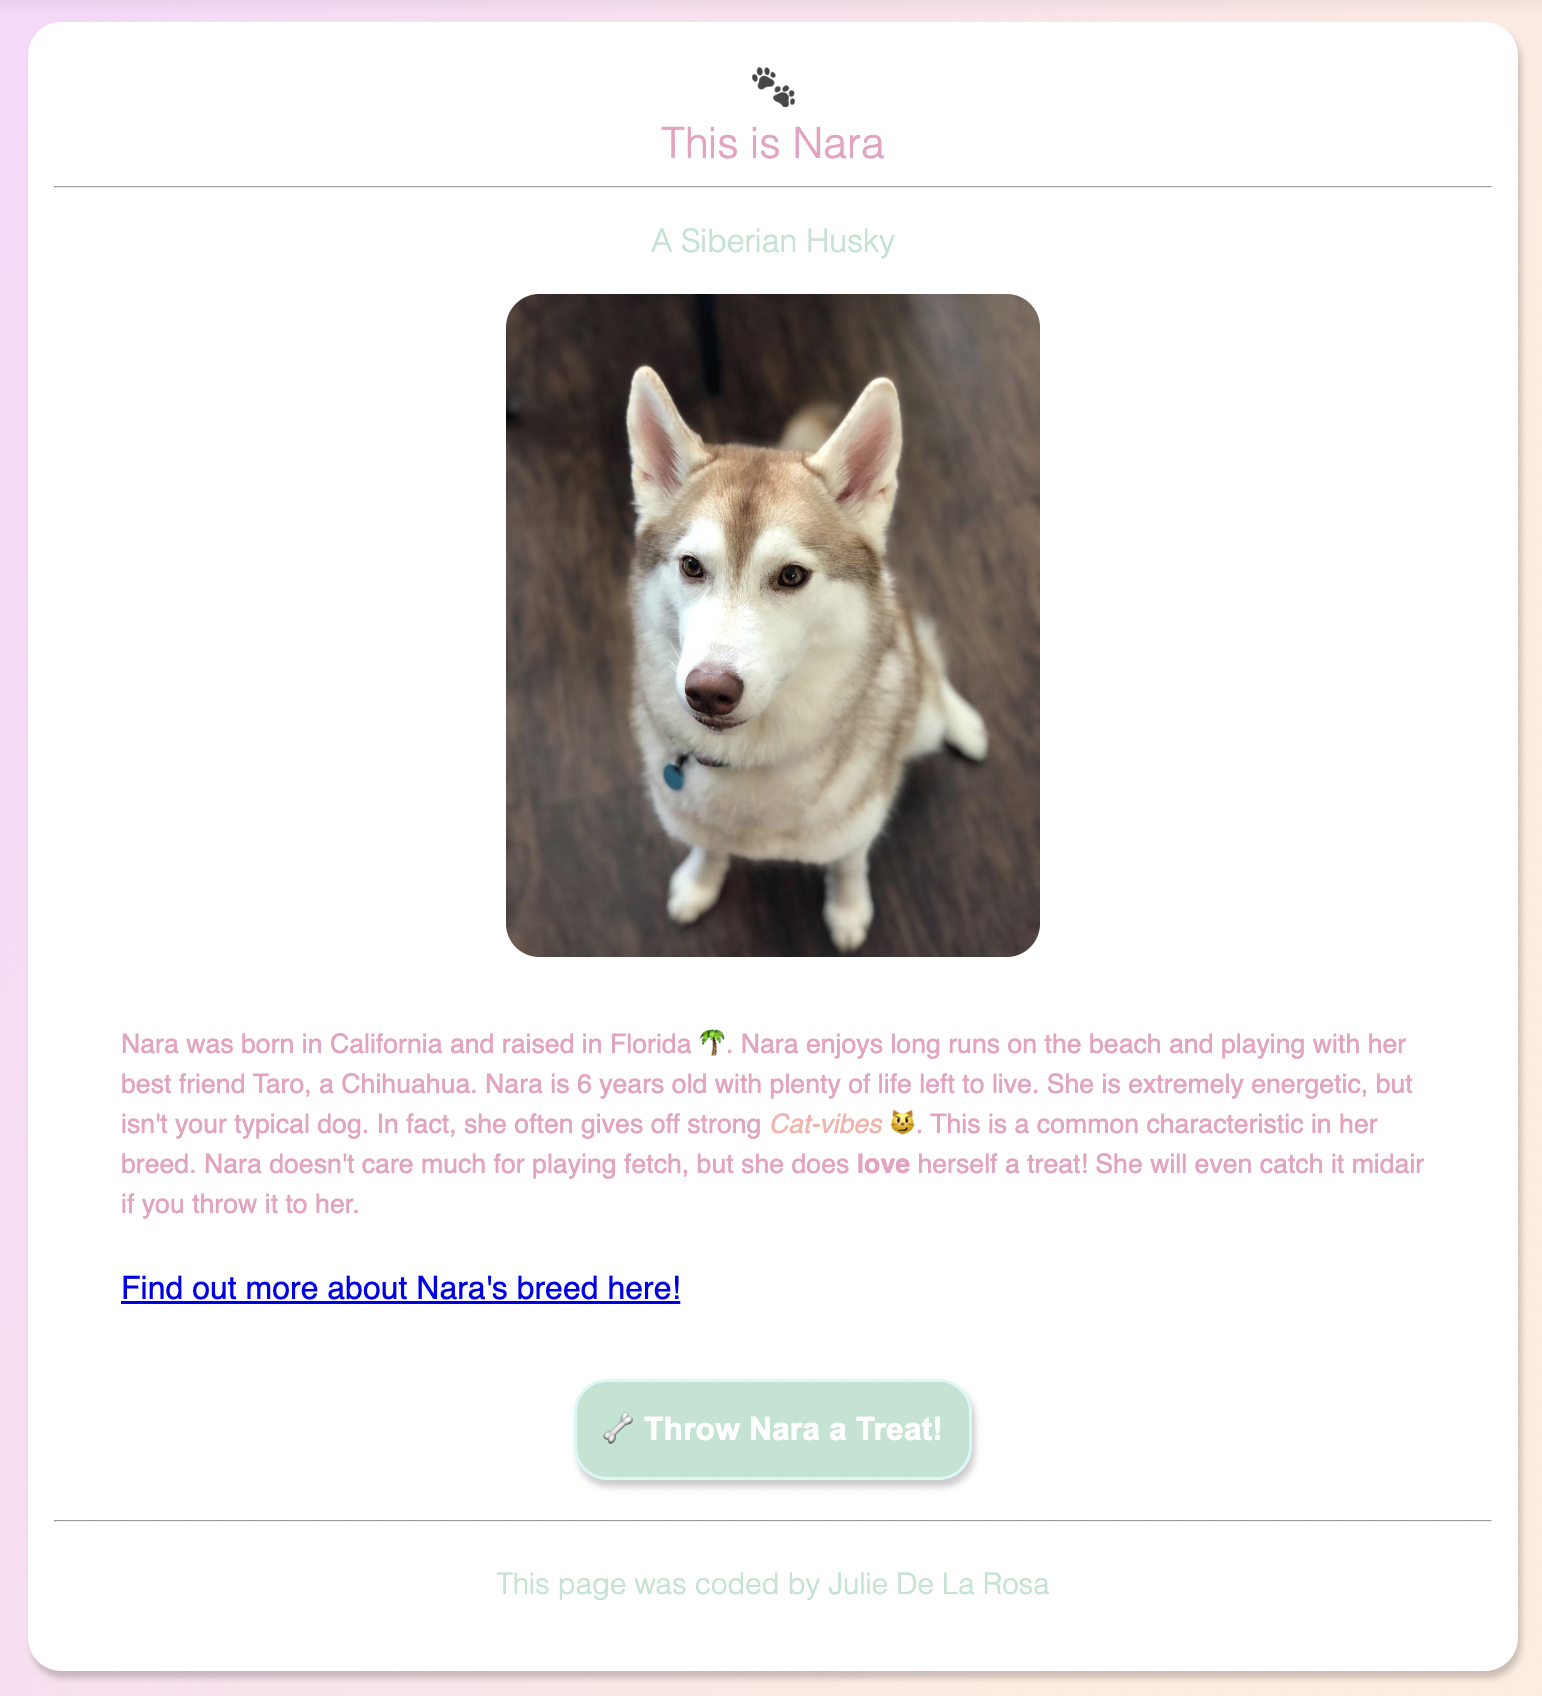 🐾
This is Nara
A Siberian Husky
Nara was born in California and raised in Florida 🌴. Nara enjoys long runs on the beach and playing with her
best friend Taro, a Chihuahua. Nara is 6 years old with plenty of life left to live. She is extremely energetic, but
isn't your typical dog. In fact, she often gives off strong Cat-vibes 😼. This is a common characteristic in her
breed. Nara doesn't care much for playing fetch, but she does love herself a treat! She will even catch it midair
if you throw it to her.
Find out more about Nara's breed here!
🦴 Throw Nara a Treat!
This page was coded by Julie De La Rosa